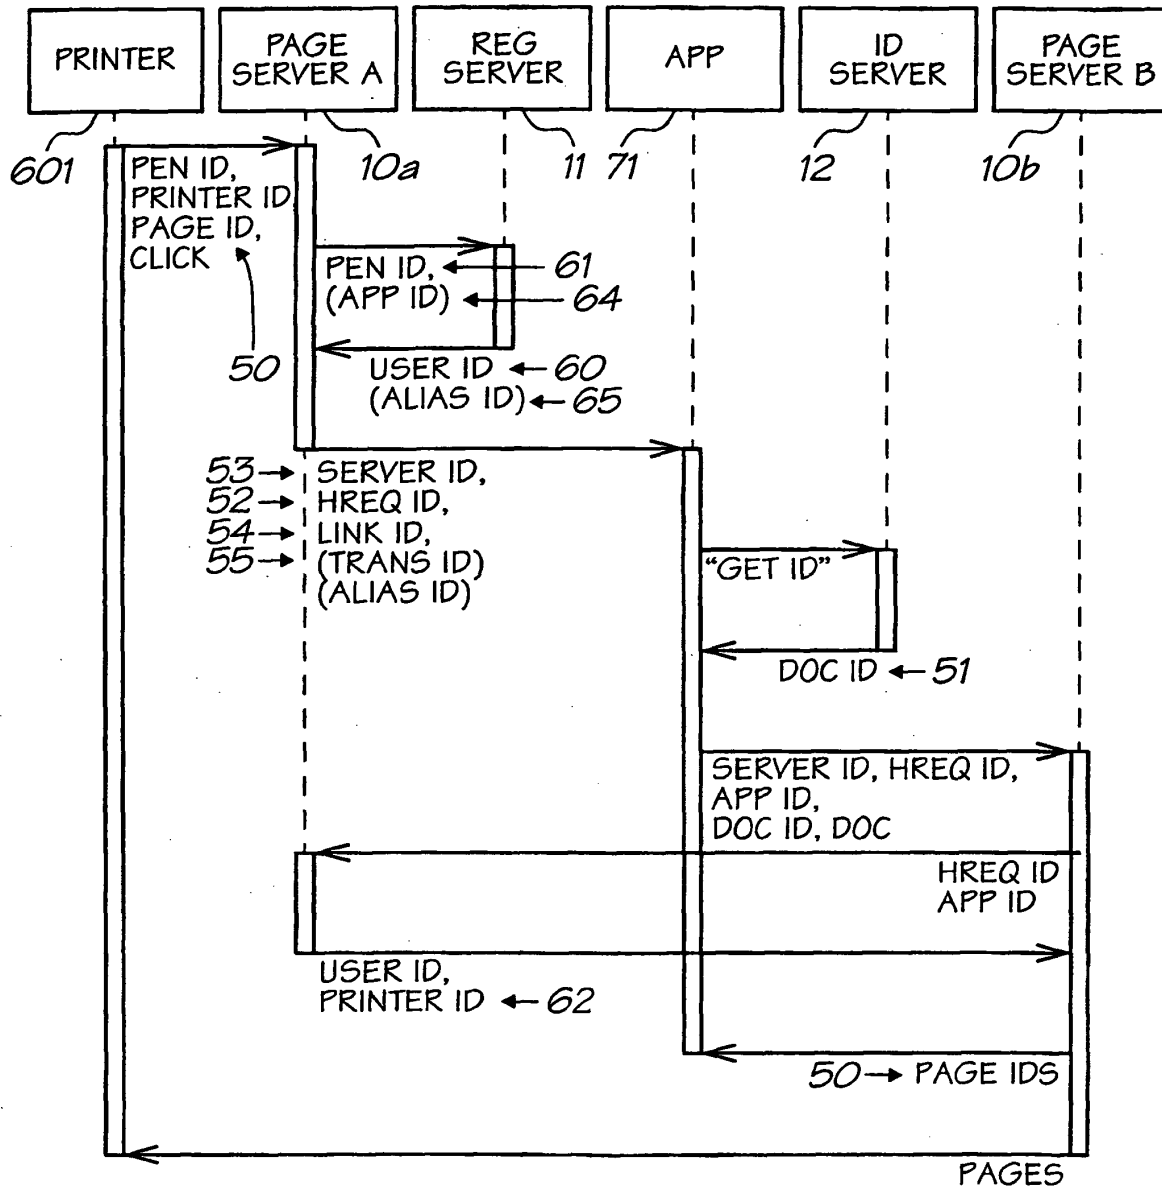 PRINTER
PAGE
SERVER A
REG
SERVER
APP
ID
SERVER
PAGE
SERVER B
601
10a
11
71
12
10b
PEN ID,
PRINTER ID
PAGE ID,
CLICK
50
PEN ID, 61
(APP ID) 64
USER ID 60
(ALIAS ID) 65
53 SERVER ID,
52 HREQ ID,
54 LINK ID,
55 (TRANS ID)
(ALIAS ID)
"GET ID"
DOC ID 51
SERVER ID, HREQ ID,
APP ID,
DOC ID, DOC
HREQ ID
APP ID
USER ID,
PRINTER ID 62
50 PAGE IDS
PAGES